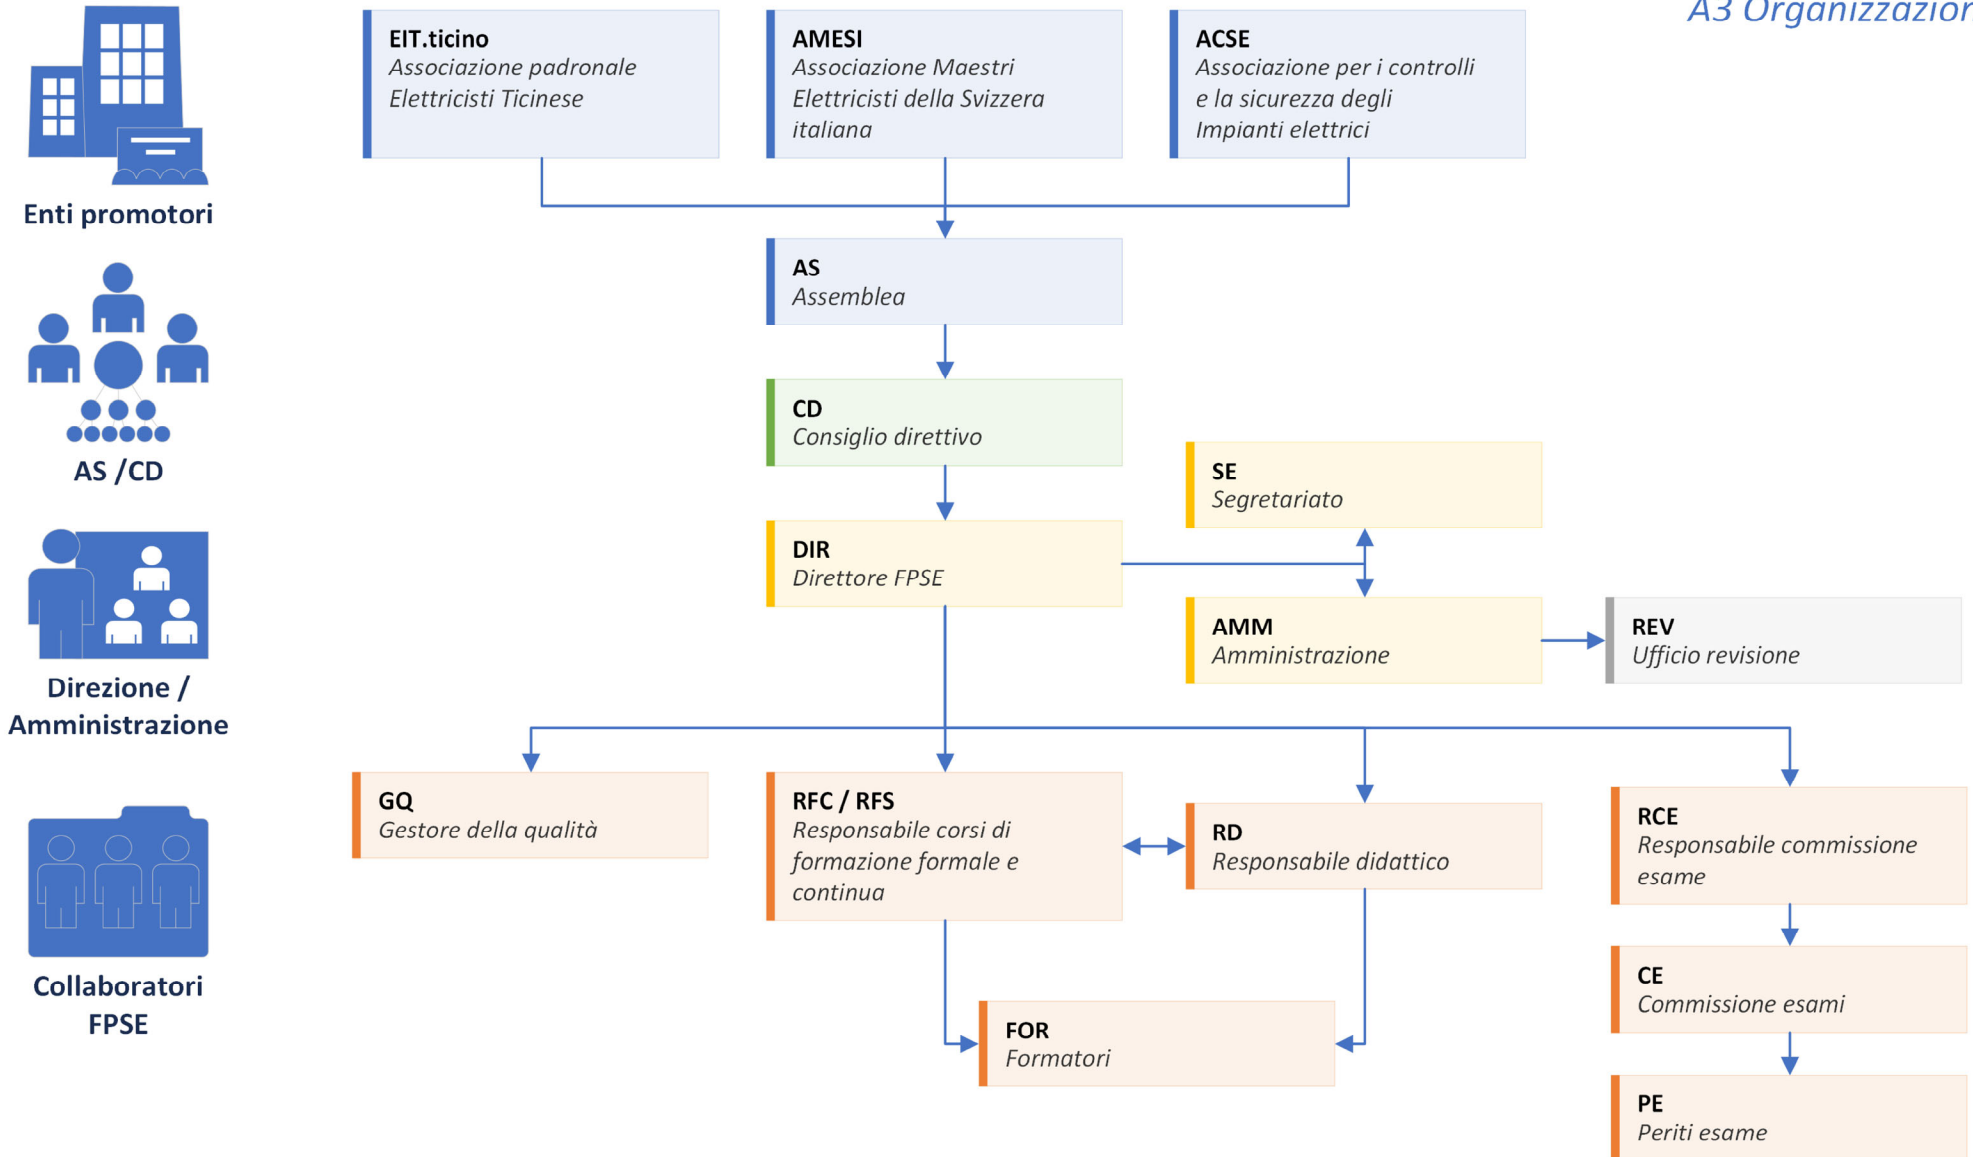 A3 Organizzazion
EIT.ticino
Associazione padronale
Elettricisti Ticinese
AMESI
Associazione Maestri
Elettricisti della Svizzera
italiana
ACSE
Associazione per i controlli
e la sicurezza degli
Impianti elettrici
Enti promotori
AS
Assemblea
CD
Consiglio direttivo
AS /CD
SE
Segretariato
DIR
Direttore FPSE
AMM
Amministrazione
REV
Ufficio revisione
Direzione /
Amministrazione
GQ
Gestore della qualità
RFC / RFS
Responsabile corsi di
formazione formale e
continua
RD
Responsabile didattico
RCE
Responsabile commissione
esame
Collaboratori
FPSE
CE
Commissione esami
FOR
Formatori
PE
Periti esame